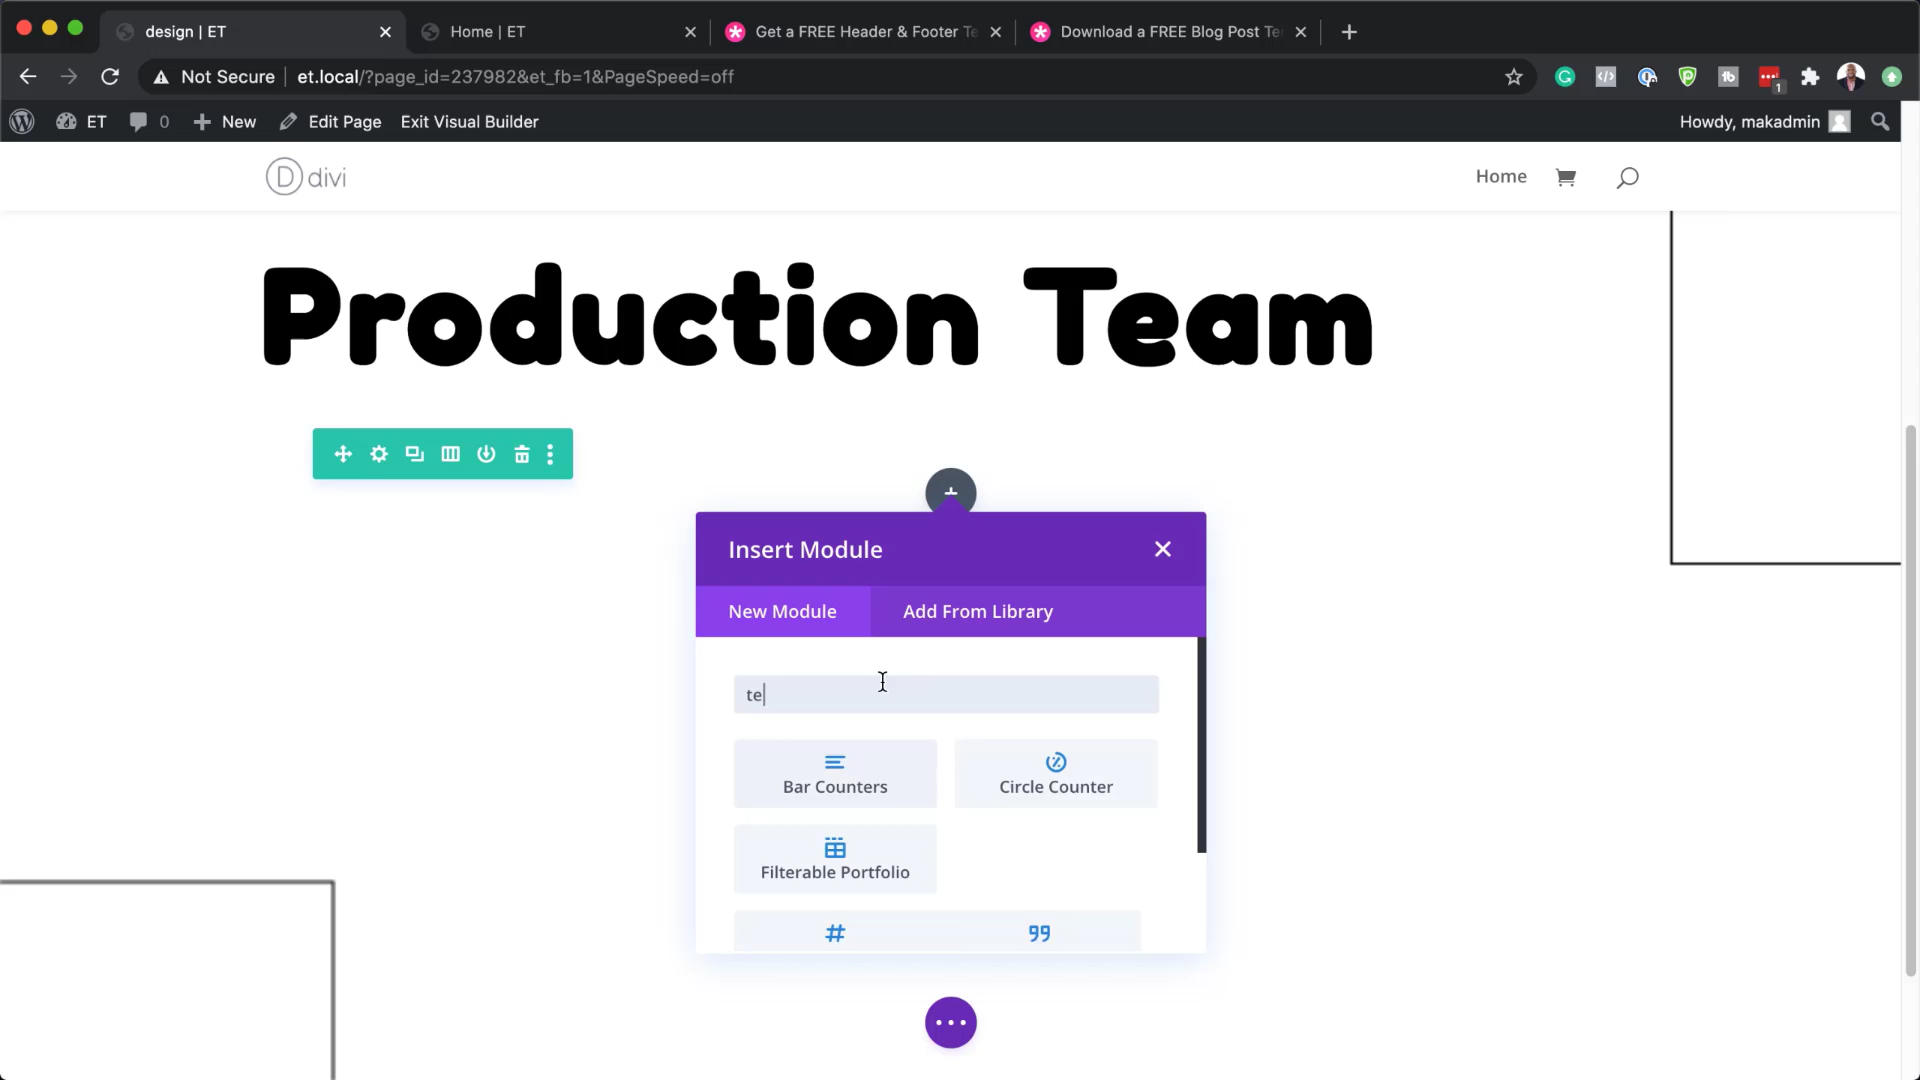 design | ET
Home | ET
Get a FREE Header & Footer Te
Download a FREE Blog Post Te
Not Secure
et.local/?page_id=237982&et_fb=1&PageSpeed=off
1
ET
0
New
Edit Page
Exit Visual Builder
Howdy, makadmin
D divi
Home
Production Team
Insert Module
New Module
Add From Library
te
Bar Counters
Circle Counter
Filterable Portfolio